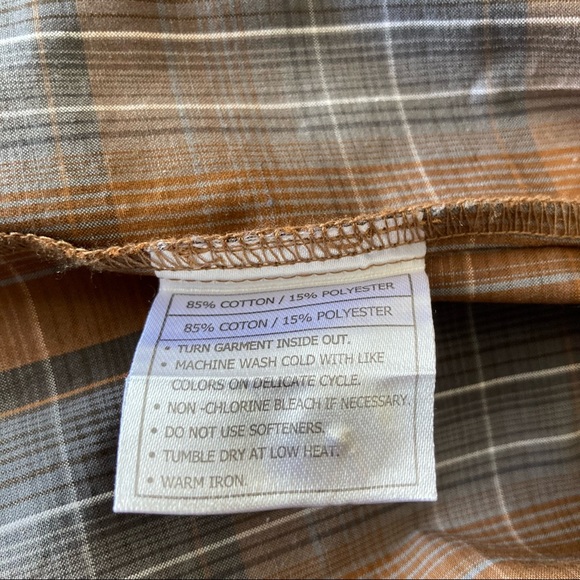 85% COTTON / 15% POLYESTER
85% COTON / 15% POLYESTER
• TURN GARMENT INSIDE OUT.
• MACHINE WASH COLD WITH LIKE
COLORS ON DELICATE CYCLE.
• NON -CHLORINE BLEACH IF NECESSARY.
• DO NOT USE SOFTENERS.
• TUMBLE DRY AT LOW HEAT.
• WARM IRON.